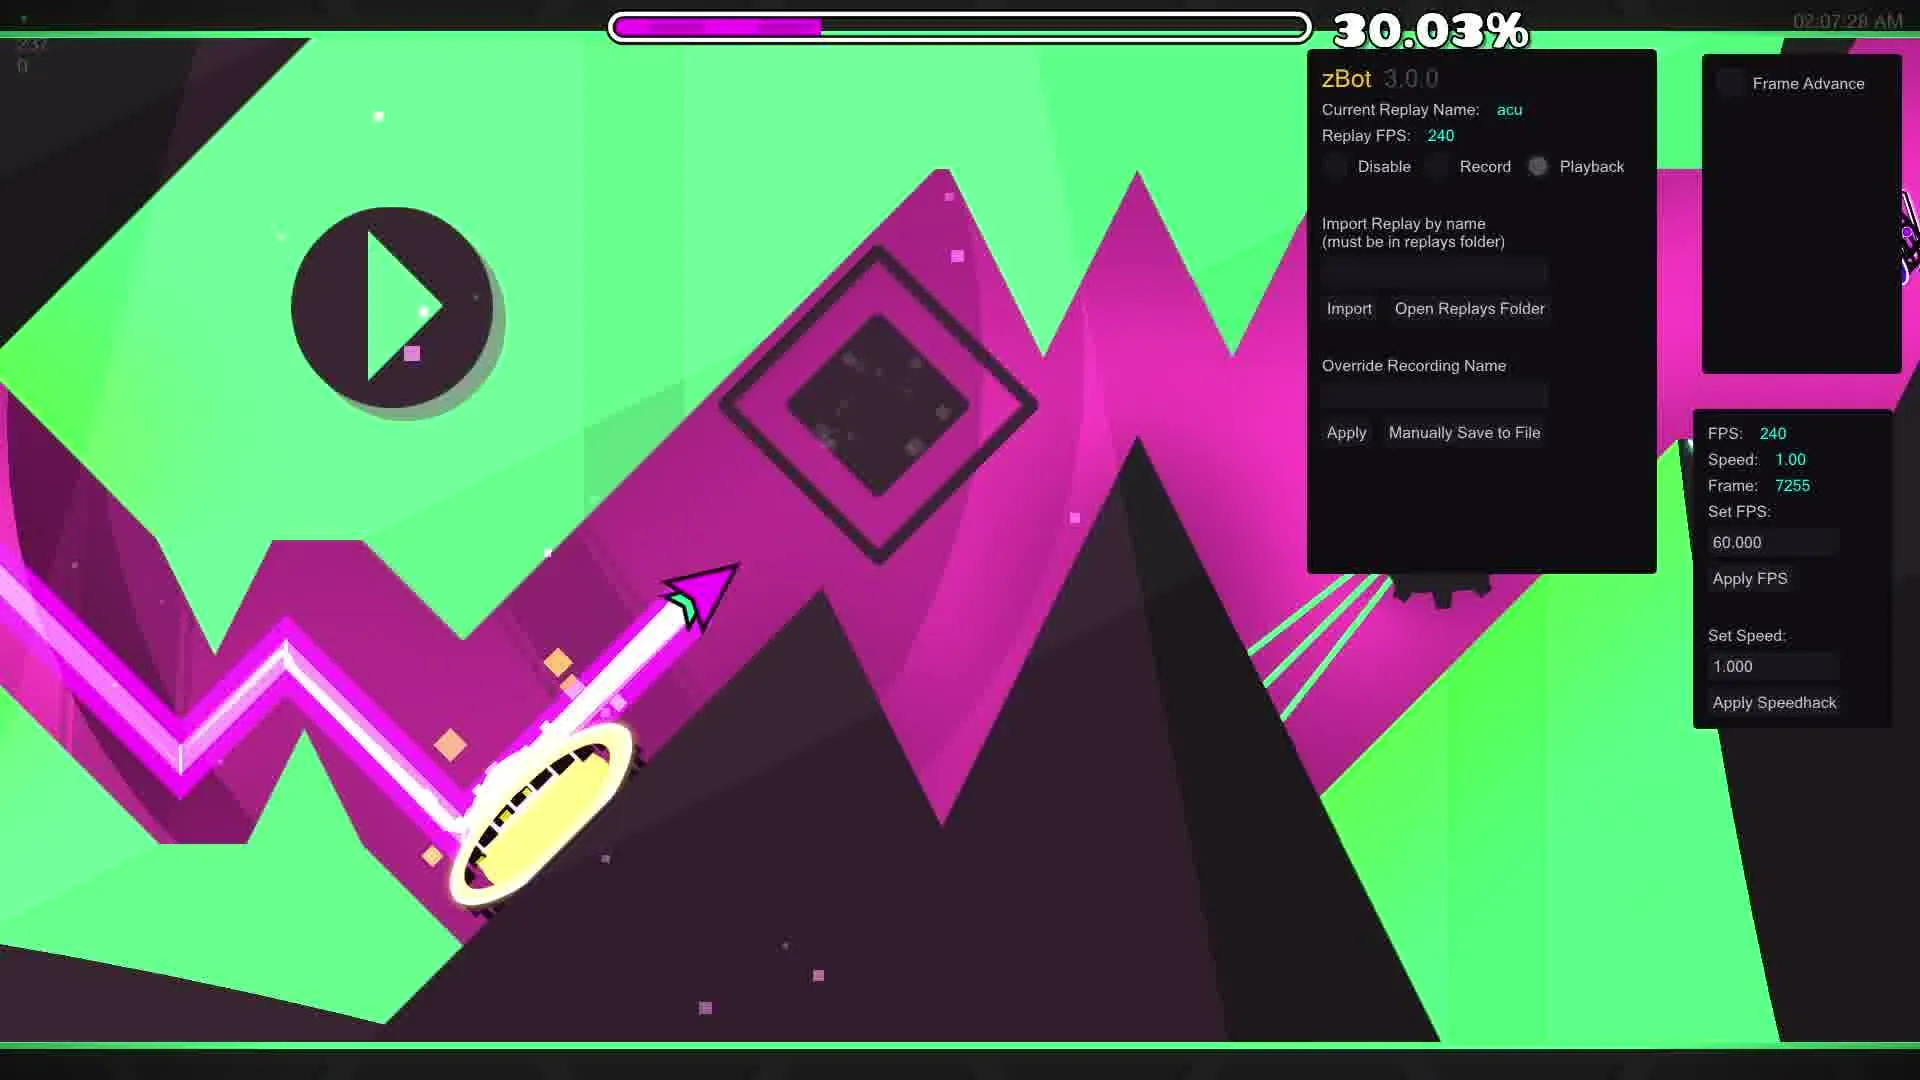 30.03%
02:07:28 AM
2:37
0
zBot 3.0.0
Current Replay Name: acu
Replay FPS: 240
Disable Record Playback
Import Replay by name
(must be in replays folder)
Import Open Replays Folder
Override Recording Name
Apply Manually Save to File
Frame Advance
FPS: 240
Speed: 1.00
Frame: 7255
Set FPS:
60.000
Apply FPS
Set Speed:
1.000
Apply Speedhack